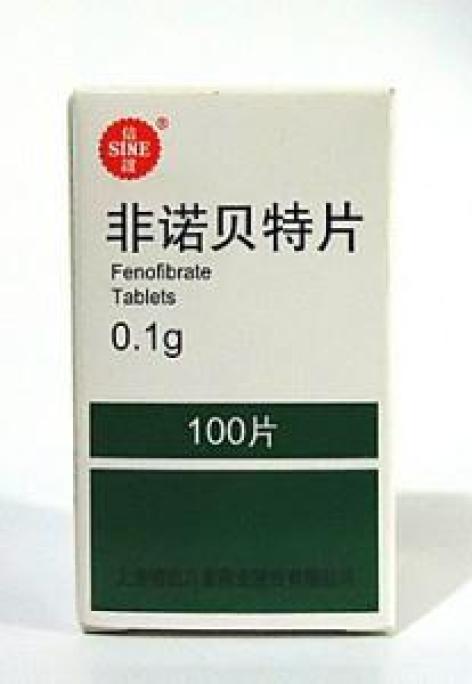 信
SINE
谊
®
非诺贝特片
Fenofibrate
Tablets
0.1g
100片